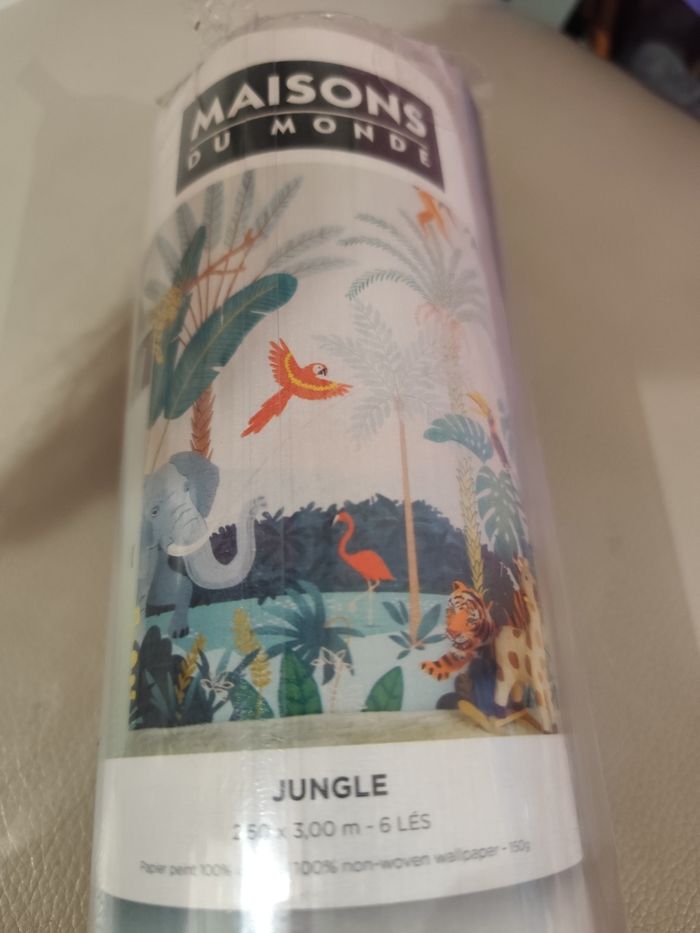 MAISONS
DU MONDE
JUNGLE
x 3,00 m - 6 LÉS
Papier peint 100% 100% non-woven wallpaper - 150g